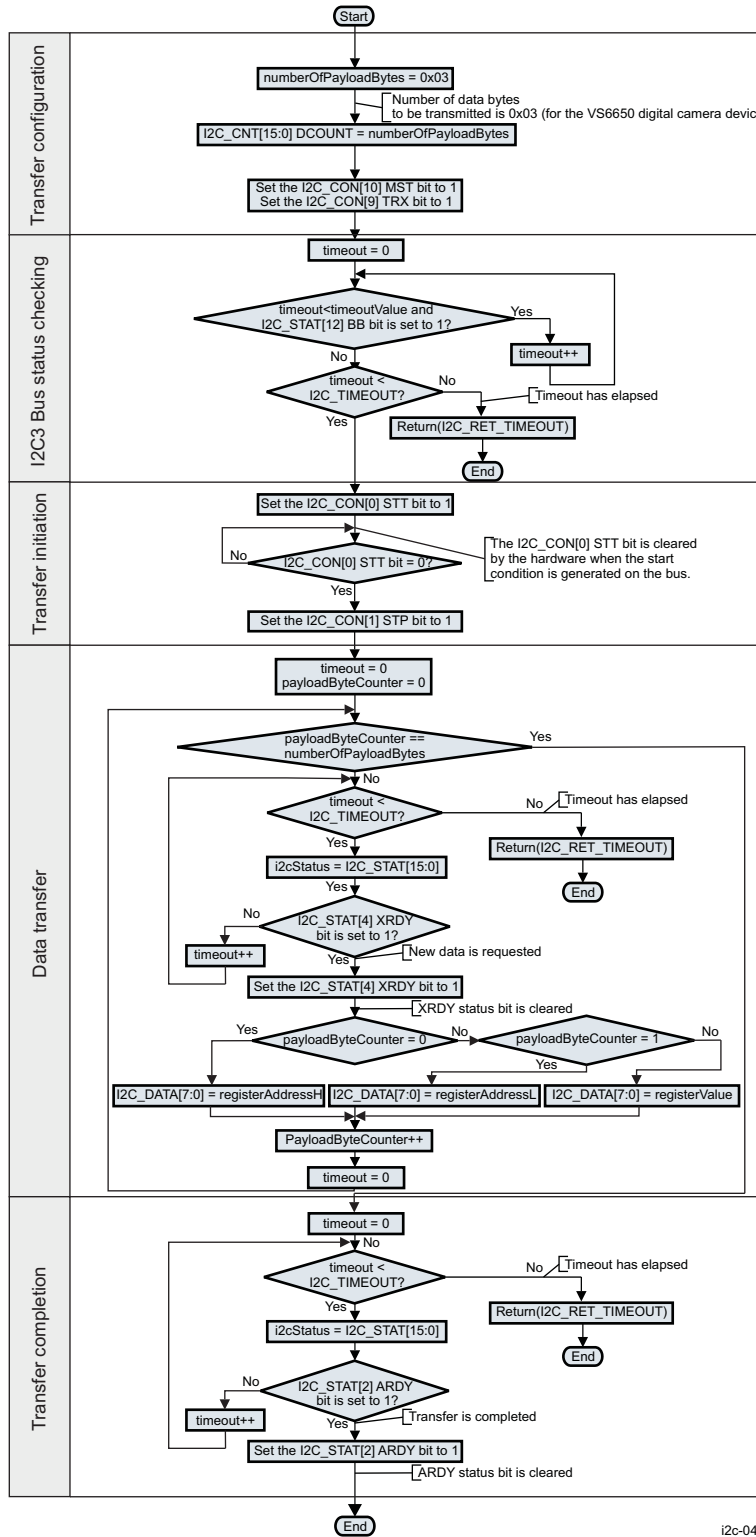 Start
Transfer configuration
numberOfPayloadBytes = 0x03
Number of data bytes
to be transmitted is 0x03 (for the VS6650 digital camera devic
I2C_CNT[15:0] DCOUNT = numberOfPayloadBytes
Set the I2C_CON[10] MST bit to 1
Set the I2C_CON[9] TRX bit to 1
I2C3 Bus status checking
timeout = 0
timeout<timeoutValue and
I2C_STAT[12] BB bit is set to 1?
Yes
timeout++
No
timeout <
I2C_TIMEOUT?
No
Timeout has elapsed
Return(I2C_RET_TIMEOUT)
Yes
End
Transfer initiation
Set the I2C_CON[0] STT bit to 1
No
I2C_CON[0] STT bit = 0?
The I2C_CON[0] STT bit is cleared
by the hardware when the start
condition is generated on the bus.
Yes
Set the I2C_CON[1] STP bit to 1
Data transfer
timeout = 0
payloadByteCounter = 0
payloadByteCounter ==
numberOfPayloadBytes
Yes
No
timeout <
I2C_TIMEOUT?
No
Timeout has elapsed
Return(I2C_RET_TIMEOUT)
End
Yes
i2cStatus = I2C_STAT[15:0]
Yes
I2C_STAT[4] XRDY
bit is set to 1?
No
timeout++
Yes
New data is requested
Set the I2C_STAT[4] XRDY bit to 1
XRDY status bit is cleared
Yes
payloadByteCounter = 0
No
payloadByteCounter = 1
No
Yes
I2C_DATA[7:0] = registerAddressH
I2C_DATA[7:0] = registerAddressL
I2C_DATA[7:0] = registerValue
PayloadByteCounter++
timeout = 0
Transfer completion
timeout = 0
No
timeout <
I2C_TIMEOUT?
No
Timeout has elapsed
Return(I2C_RET_TIMEOUT)
End
Yes
i2cStatus = I2C_STAT[15:0]
I2C_STAT[2] ARDY
bit is set to 1?
No
timeout++
Yes
Transfer is completed
Set the I2C_STAT[2] ARDY bit to 1
ARDY status bit is cleared
End
i2c-04